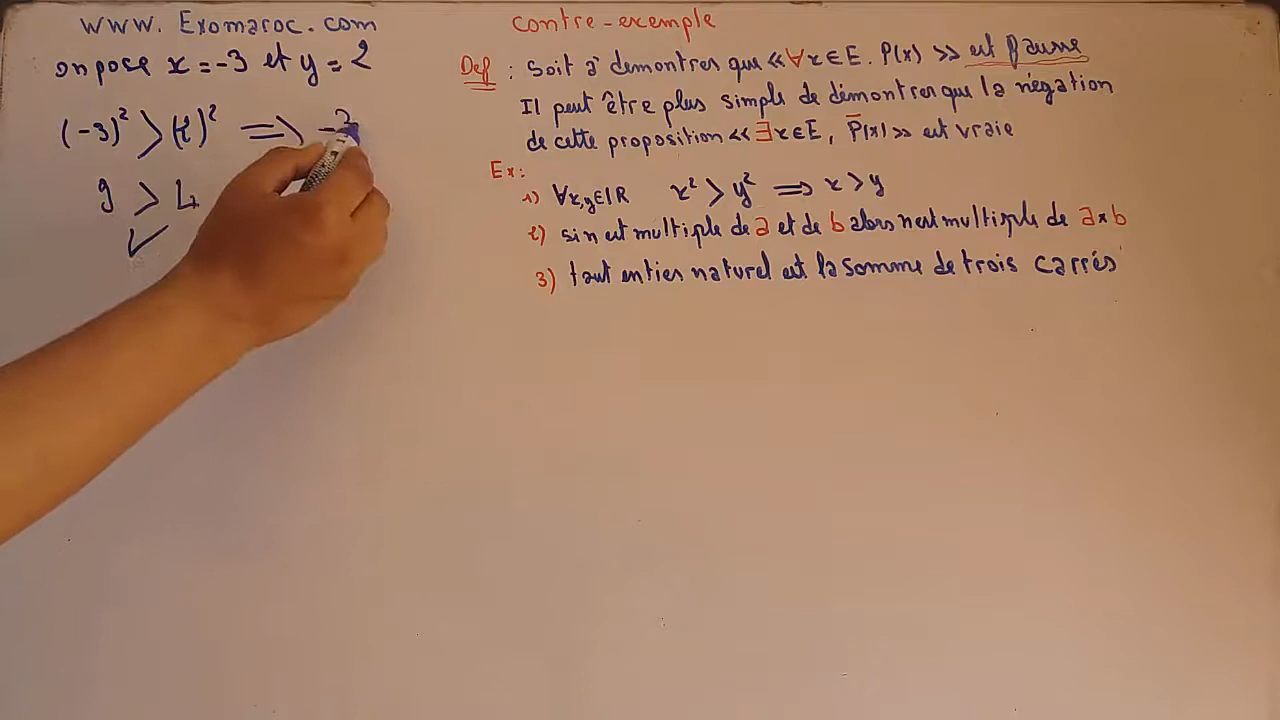 www. Exomaroc. com
on pose x = -3 et y = 2
(-3)² > (2)² ⟹ -3
9 > 4
✓
contre-exemple
Def : Soit à demontrer que « ∀x∈E. P(x) » est fausse
Il peut être plus simple de démontrer que la négation
de cette proposition « ∃x∈E, P̅(x) » est vraie
Ex:
1) ∀x,y∈IR x² > y² ⟹ x > y
2) si n est multiple de a et de b alors n est multiple de a × b
3) tout entier naturel est la somme de trois carrés